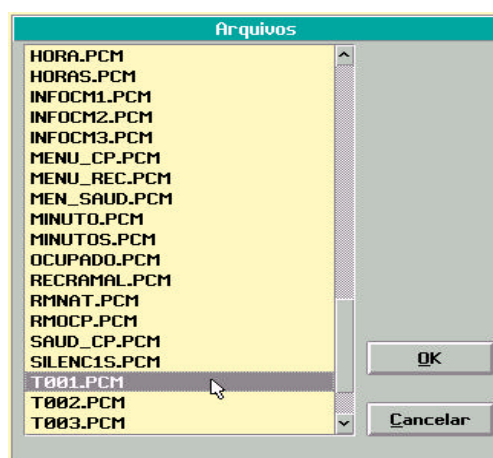 Arquivos
HORA.PCM
HORAS.PCM
INFOCM1.PCM
INFOCM2.PCM
INFOCM3.PCM
MENU_CP.PCM
MENU_REC.PCM
MEN_SAUD.PCM
MINUTO.PCM
MINUTOS.PCM
OCUPADO.PCM
RECRAMAL.PCM
RMNAT.PCM
RMOCP.PCM
SAUD_CP.PCM
SILENC1S.PCM
T001.PCM
T002.PCM
T003.PCM
OK
Cancelar